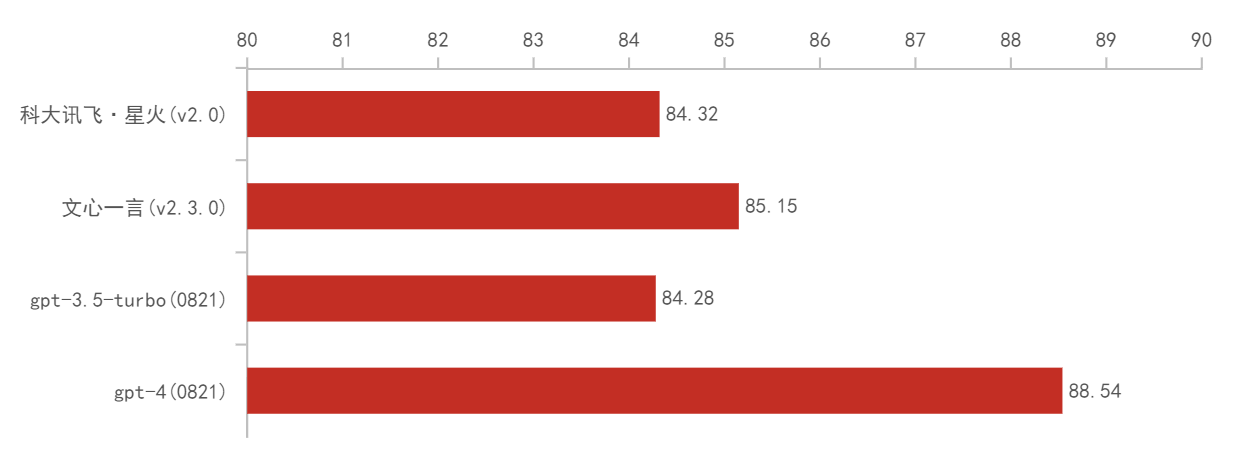 80 81 82 83 84 85 86 87 88 89 90
科大讯飞·星火(v2.0) 84.32
文心一言(v2.3.0) 85.15
gpt-3.5-turbo(0821) 84.28
gpt-4(0821) 88.54